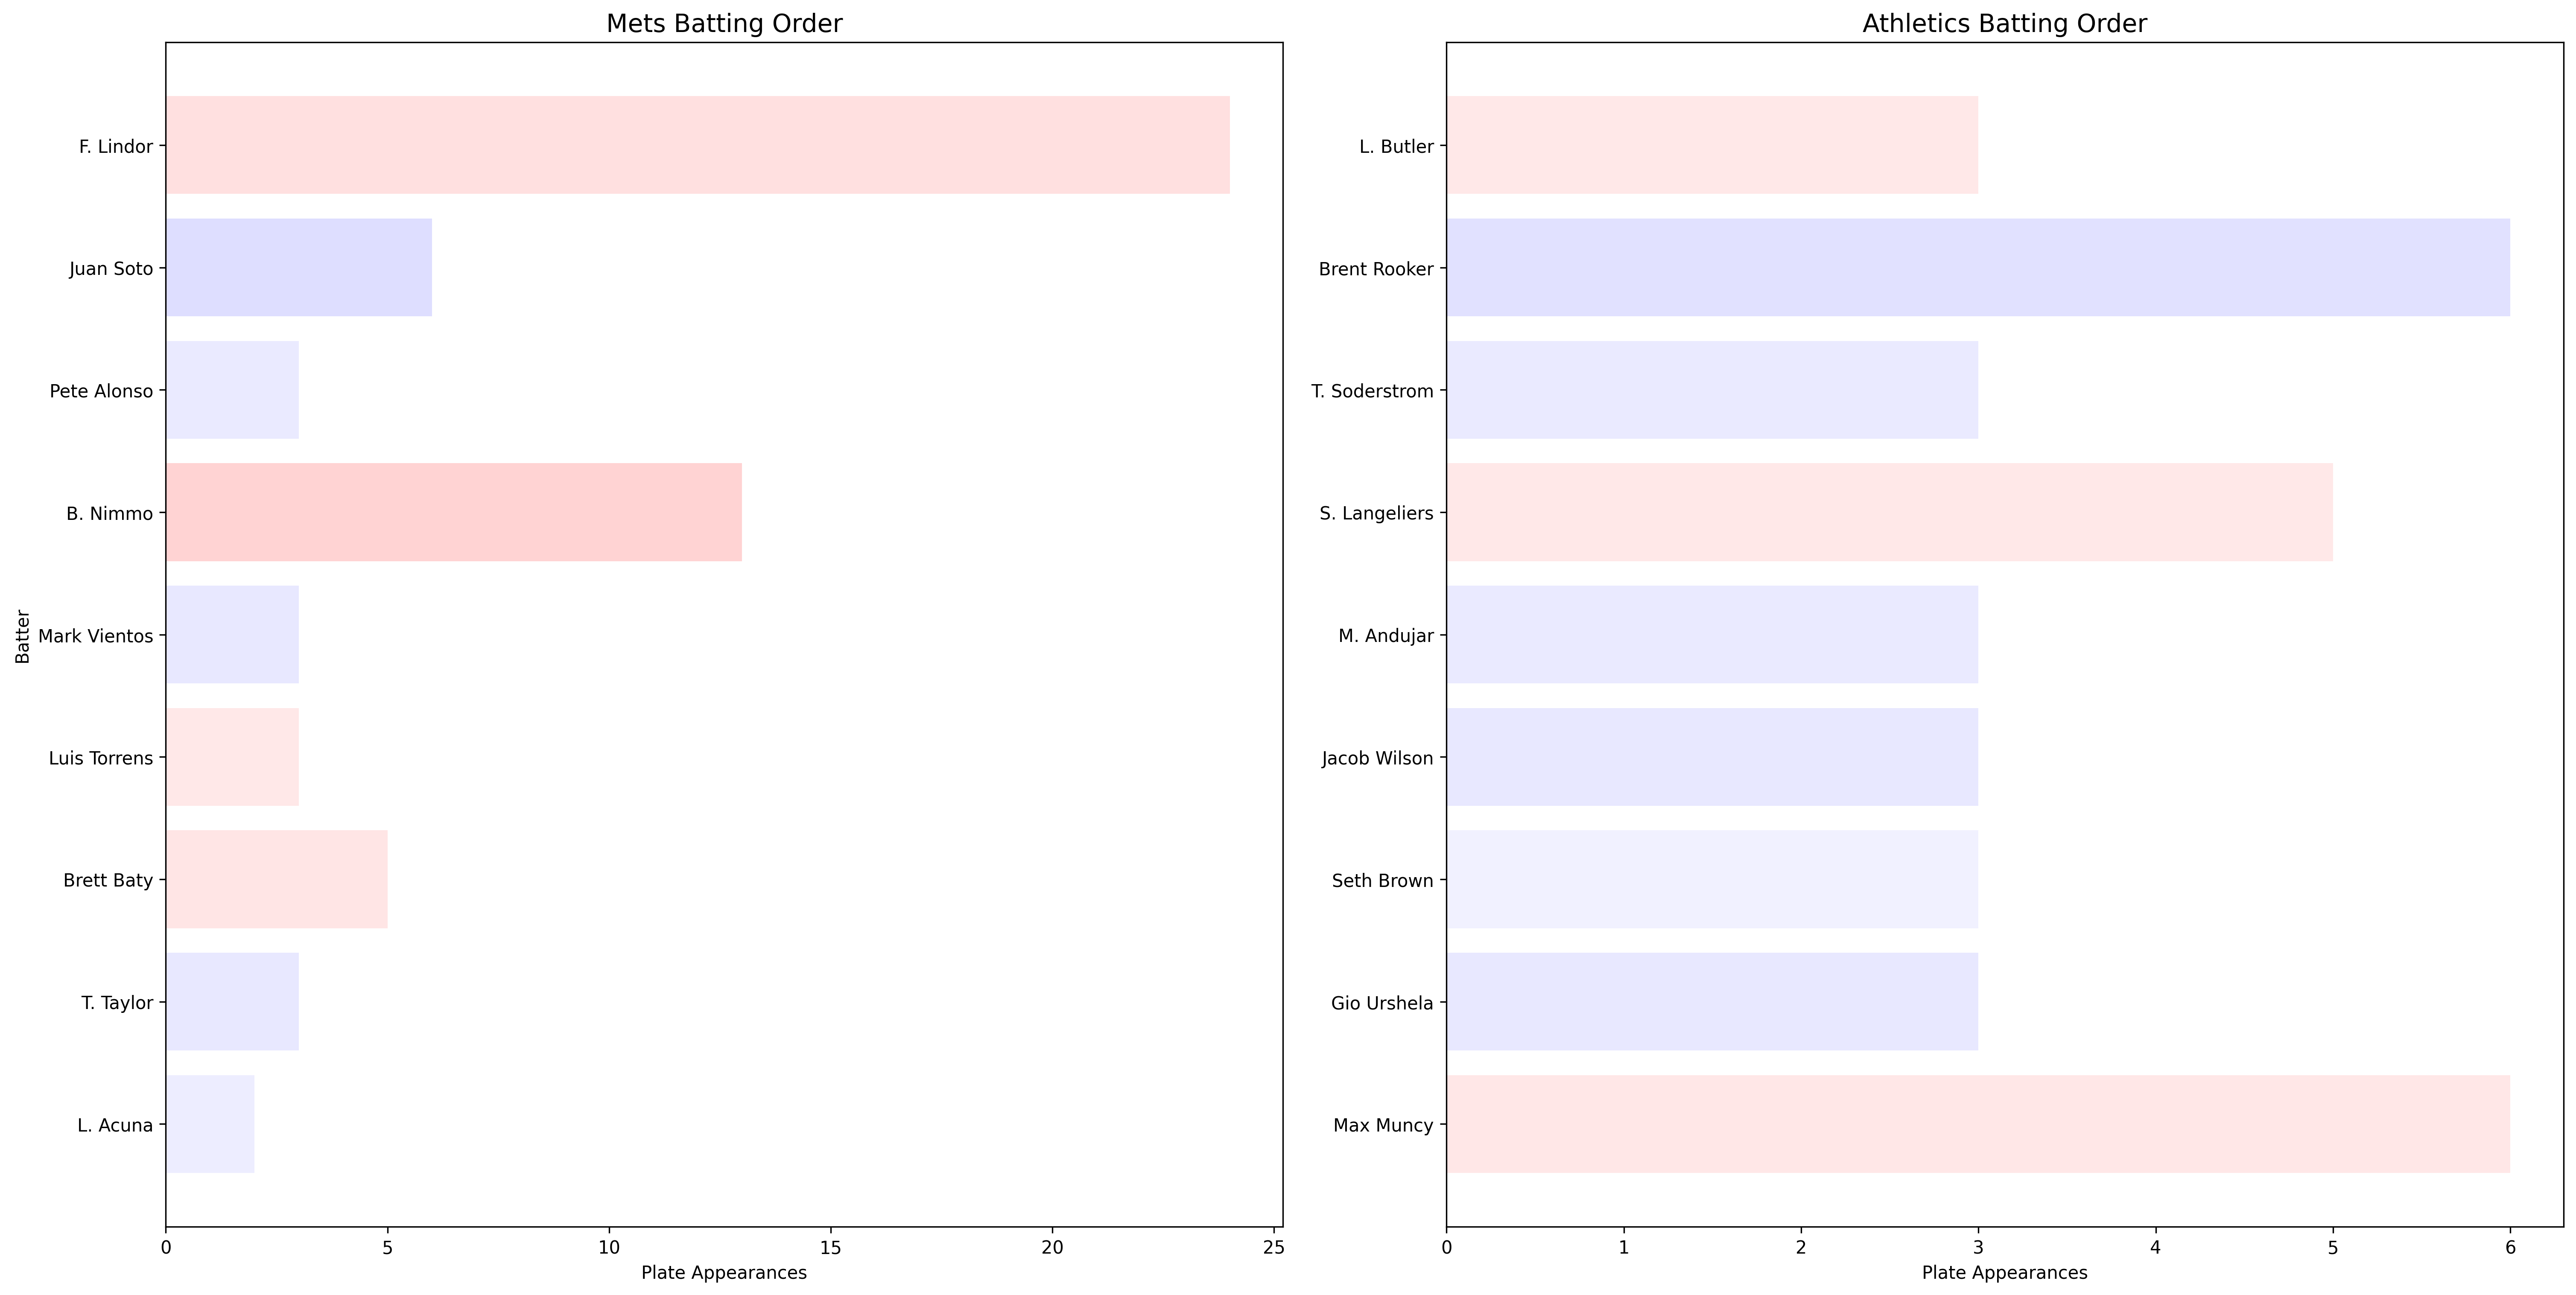 Mets Batting Order
Batter
F. Lindor
Juan Soto
Pete Alonso
B. Nimmo
Mark Vientos
Luis Torrens
Brett Baty
T. Taylor
L. Acuna
0 5 10 15 20 25
Plate Appearances
Athletics Batting Order
L. Butler
Brent Rooker
T. Soderstrom
S. Langeliers
M. Andujar
Jacob Wilson
Seth Brown
Gio Urshela
Max Muncy
0 1 2 3 4 5 6
Plate Appearances